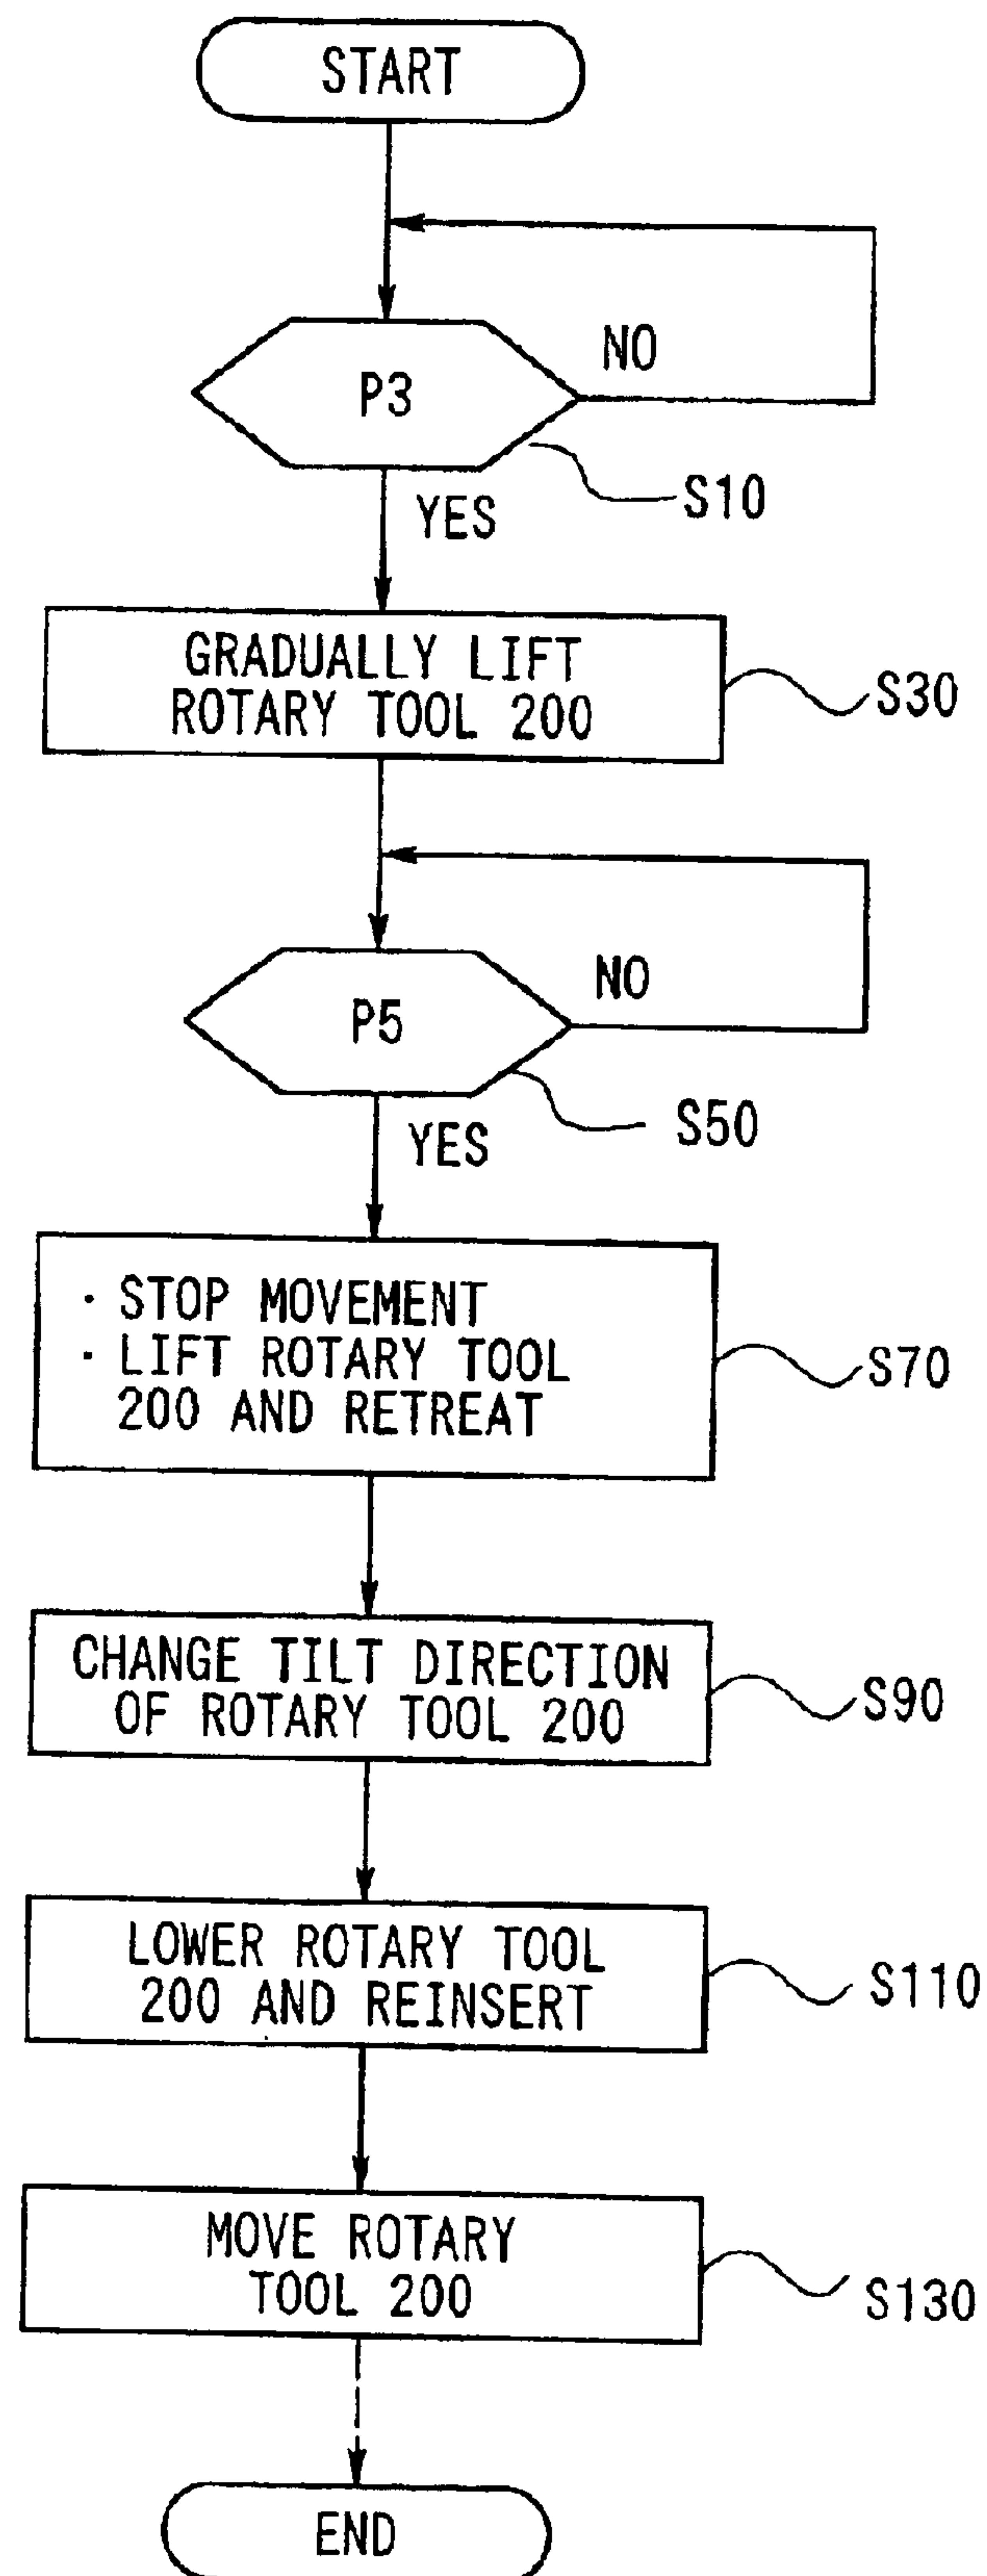 START
NO
P3
S10
YES
GRADUALLY LIFT
ROTARY TOOL 200
S30
NO
P5
S50
YES
· STOP MOVEMENT
· LIFT ROTARY TOOL
200 AND RETREAT
S70
CHANGE TILT DIRECTION
OF ROTARY TOOL 200
S90
LOWER ROTARY TOOL
200 AND REINSERT
S110
MOVE ROTARY
TOOL 200
S130
END